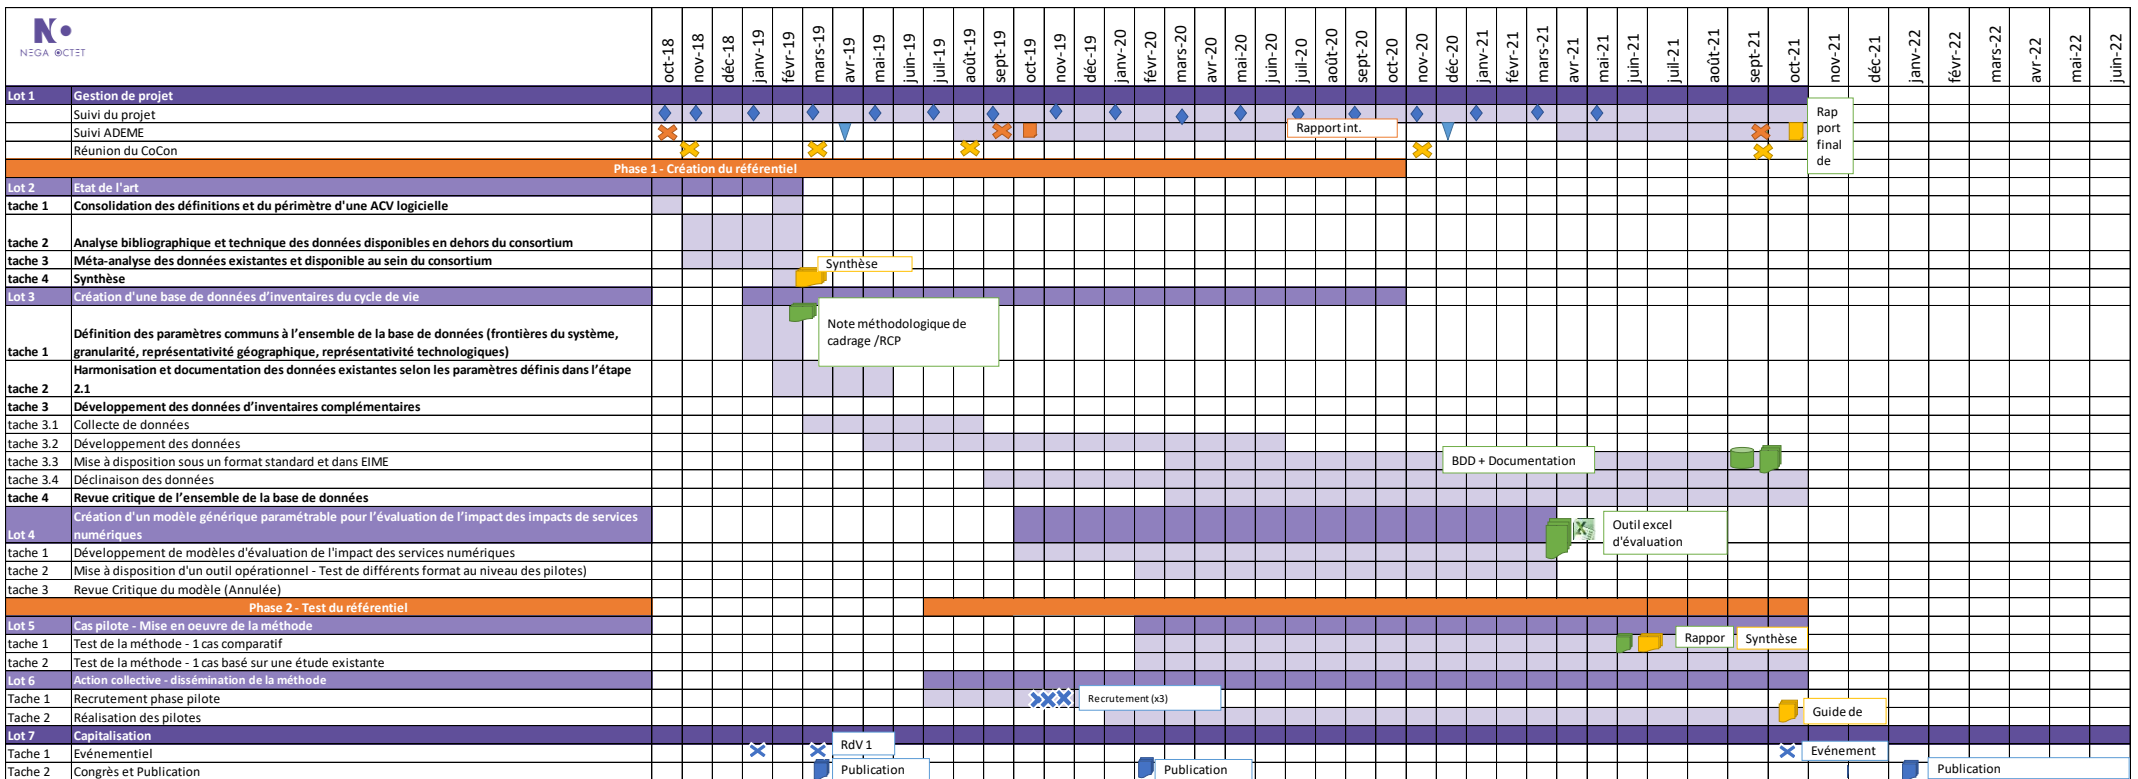 NEGA OCTET
oct-18 nov-18 déc-18 janv-19 févr-19 mars-19 avr-19 mai-19 juin-19 juil-19 août-19 sept-19 oct-19 nov-19 déc-19 janv-20 févr-20 mars-20 avr-20 mai-20 juin-20 juil-20 août-20 sept-20 oct-20 nov-20 déc-20 janv-21 févr-21 mars-21 avr-21 mai-21 juin-21 juil-21 août-21 sept-21 oct-21 nov-21 déc-21 janv-22 févr-22 mars-22 avr-22 mai-22 juin-22
Lot 1 Gestion de projet
Suivi du projet
Suivi ADEME Rapport int.
Rap
port
final
de
Réunion du CoCon
Phase 1 - Création du référentiel
Lot 2 Etat de l'art
tache 1 Consolidation des définitions et du périmètre d'une ACV logicielle
tache 2 Analyse bibliographique et technique des données disponibles en dehors du consortium
tache 3 Méta-analyse des données existantes et disponible au sein du consortium
Synthèse
tache 4 Synthèse
Lot 3 Création d'une base de données d'inventaires du cycle de vie
Note méthodologique de
cadrage /RCP
Définition des paramètres communs à l'ensemble de la base de données (frontières du système,
tache 1 granularité, représentativité géographique, représentativité technologiques)
Harmonisation et documentation des données existantes selon les paramètres définis dans l'étape
tache 2 2.1
tache 3 Développement des données d'inventaires complémentaires
tache 3.1 Collecte de données
tache 3.2 Développement des données
tache 3.3 Mise à disposition sous un format standard et dans EIME BDD + Documentation
tache 3.4 Déclinaison des données
tache 4 Revue critique de l'ensemble de la base de données
Création d'un modèle générique paramétrable pour l'évaluation de l'impact des impacts de services
Lot 4 numériques
Outil excel
d'évaluation
tache 1 Développement de modèles d'évaluation de l'impact des services numériques
tache 2 Mise à disposition d'un outil opérationnel - Test de différents format au niveau des pilotes)
tache 3 Revue Critique du modèle (Annulée)
Phase 2 - Test du référentiel
Lot 5 Cas pilote - Mise en oeuvre de la méthode
tache 1 Test de la méthode - 1 cas comparatif Rappor Synthèse
tache 2 Test de la méthode - 1 cas basé sur une étude existante
Lot 6 Action collective - dissémination de la méthode
Tache 1 Recrutement phase pilote Recrutement (x3)
Tache 2 Réalisation des pilotes Guide de
Lot 7 Capitalisation
Tache 1 Evénementiel RdV 1 Evénement
Tache 2 Congrès et Publication Publication Publication Publication